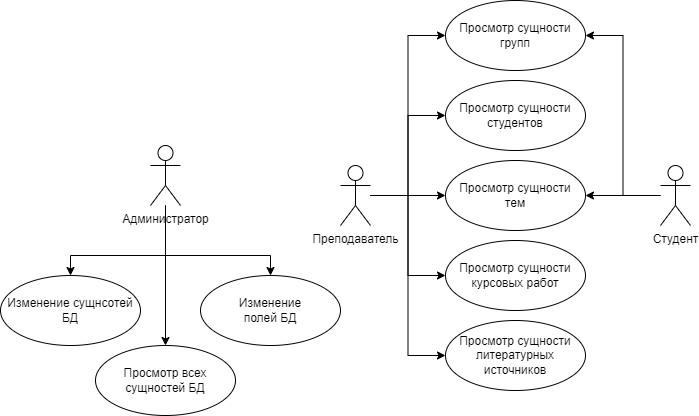 Просмотр сущности
групп
Просмотр сущности
студентов
Просмотр сущности
тем
Администратор
Преподаватель
Студент
Просмотр сущности
курсовых работ
Изменение сущнсотей
БД
Изменение
полей БД
Просмотр сущности
литературных
источников
Просмотр всех
сущностей БД